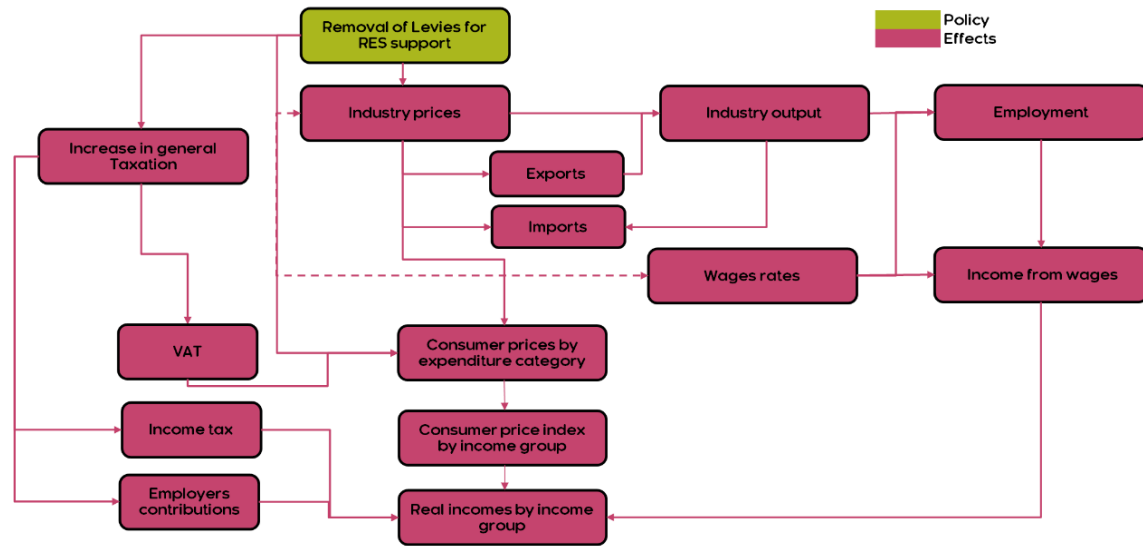 Removal of Levies for
RES support
Policy
Effects
Industry prices
Industry output
Employment
Increase in general
Taxation
Exports
Imports
Wages rates
Income from wages
VAT
Consumer prices by
expenditure category
Income tax
Consumer price index
by income group
Employers
contributions
Real incomes by income
group